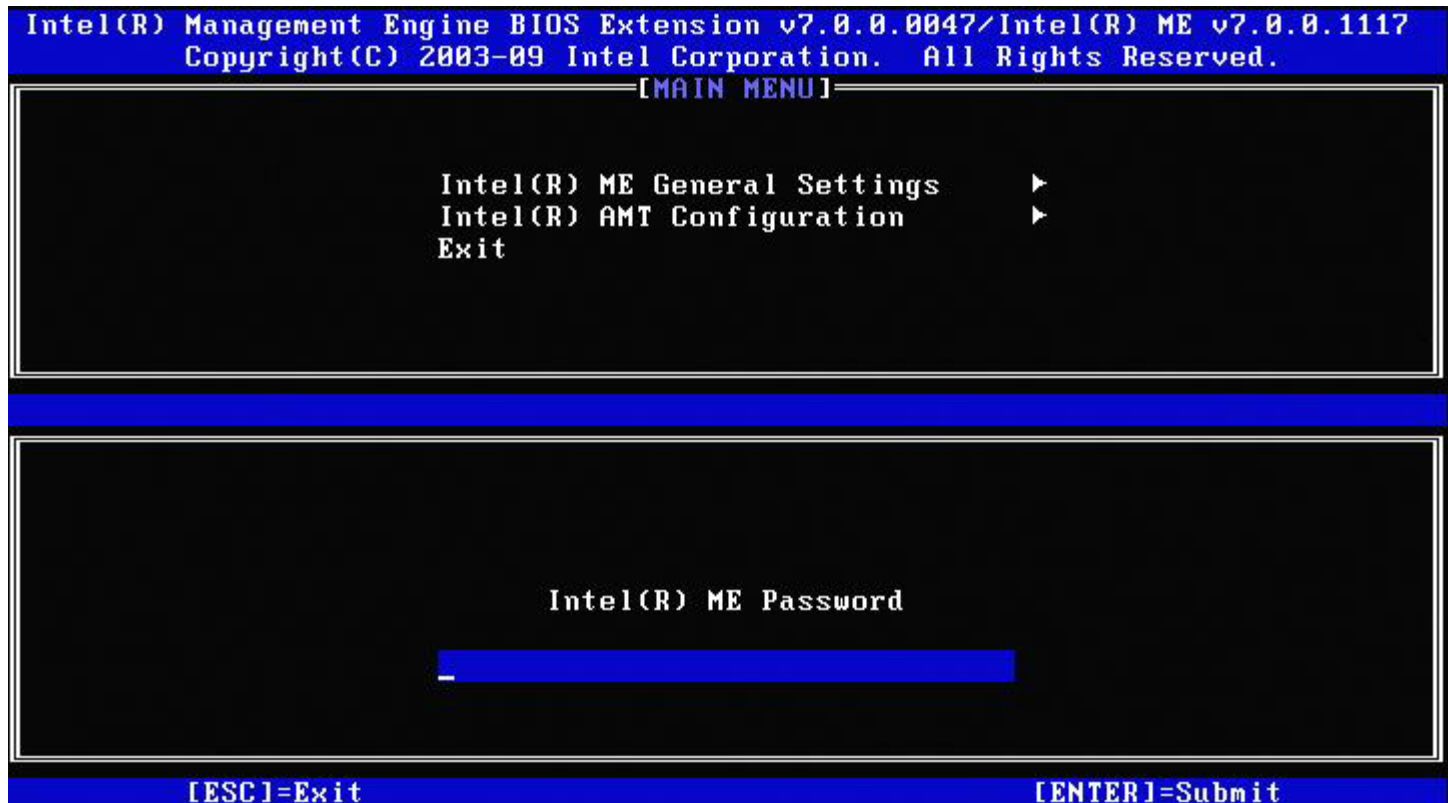 Intel(R) Management Engine BIOS Extension v7.0.0.0047/Intel(R) ME v7.0.0.1117
Copyright(C) 2003-09 Intel Corporation. All Rights Reserved.
[MAIN MENU]
Intel(R) ME General Settings ►
Intel(R) AMT Configuration ►
Exit
Intel(R) ME Password
[ESC]=Exit [ENTER]=Submit